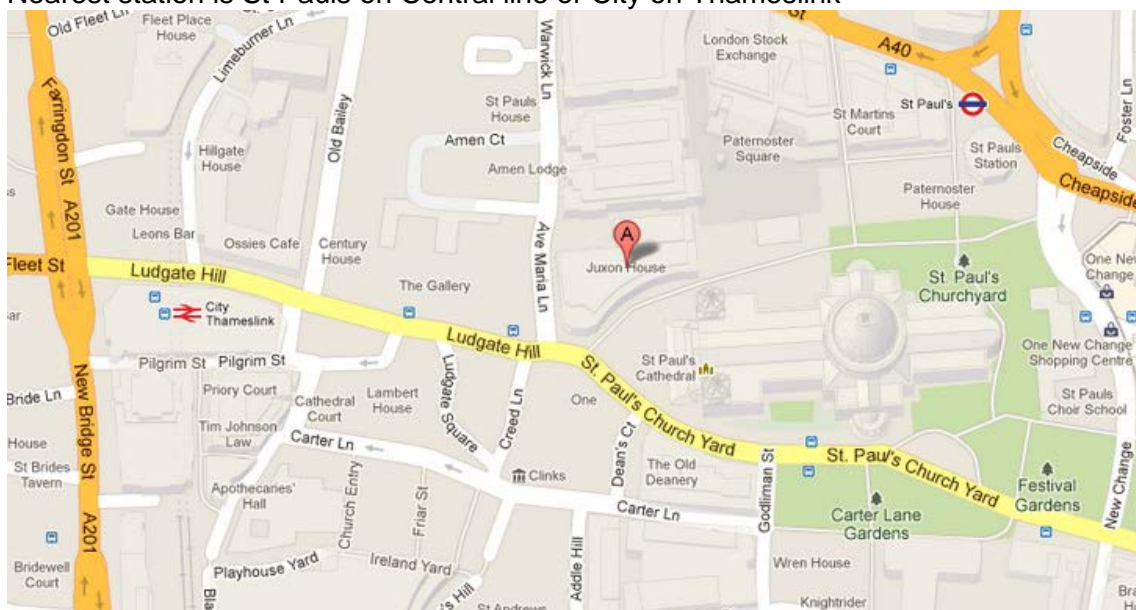 Nearest station is St Pauls on Central line or City on Thameslink
Old Fleet Ln
Fleet Place
House
Limeburner Ln
Warwick Ln
London Stock
Exchange
St
A40
Farringdon St
Old Bailey
St Pauls
House
St Paul's
Foster Ln
St Martins
Court
Amen Ct
Paternoster
Square
St Pauls
Station
Cheapside
Hillgate
House
Amen Lodge
Cheapside
A201
Paternoster
House
Gate House
Leons Bar
Ossies Cafe
Century
House
Ave Maria Ln
A
Fleet St
Ludgate Hill
Juxon House
St. Paul's
Churchyard
One New
Change
The Gallery
City
Thameslink
Ludgate Hill
One New Change
Shopping Centre
Pilgrim St
Pilgrim St
St Paul's
Cathedral
New Bridge St
Bride Ln
Priory Court
Lambert
House
Ludgate Square
Creed Ln
One
St. Paul's Church Yard
St Pauls
Choir School
Cathedral
Court
Tim Johnson
Law
House
Carter Ln
Dean's Ct
St. Paul's Church Yard
St Brides
Tavern
Clinks
The Old
Deanery
Godliman St
Festival
Gardens
New Change
Apothecaries'
Hall
Church Entry
Friar St
Carter Ln
Carter Lane
Gardens
A201
Addle Hill
Bridewell
Court
Playhouse Yard
Ireland Yard
Wren House
Knightrider
St Andrews